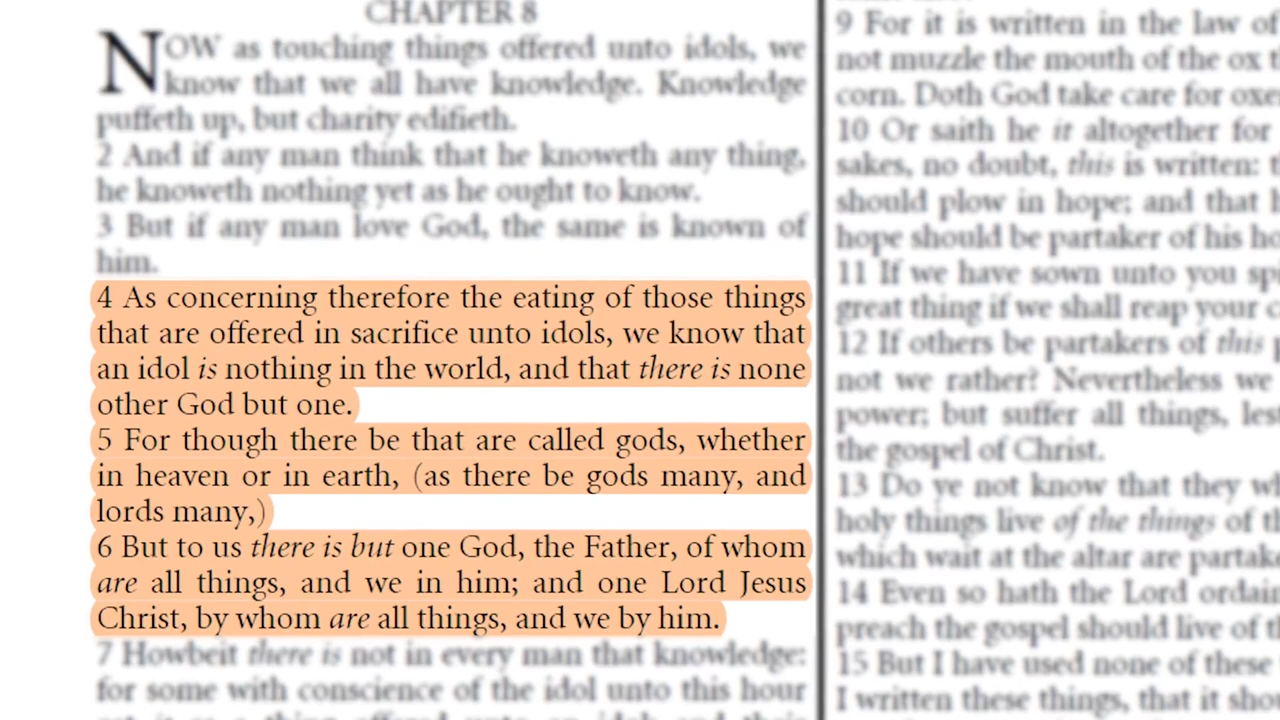 CHAPTER 8
NOW as touching things offered unto idols, we
know that we all have knowledge. Knowledge
puffeth up, but charity edifieth.
2 And if any man think that he knoweth any thing,
he knoweth nothing yet as he ought to know.
3 But if any man love God, the same is known of
him.
4 As concerning therefore the eating of those things
that are offered in sacrifice unto idols, we know that
an idol is nothing in the world, and that there is none
other God but one.
5 For though there be that are called gods, whether
in heaven or in earth, (as there be gods many, and
lords many,)
6 But to us there is but one God, the Father, of whom
are all things, and we in him; and one Lord Jesus
Christ, by whom are all things, and we by him.
7 Howbeit there is not in every man that knowledge:
for some with conscience of the idol unto this hour
9 For it is written in the law of
not muzzle the mouth of the ox
corn. Doth God take care for
10 Or saith he it altogether for
sakes, no doubt, this is written:
should plow in hope; and that
hope should be partaker of his
11 If we have sown unto you
great thing if we shall reap your
12 If others be partakers of this
not we rather? Nevertheless we
power; but suffer all things,
the gospel of Christ.
13 Do ye not know that they
holy things live of the things of
which wait at the altar are
14 Even so hath the Lord
preach the gospel should live of
15 But I have used none of these
I written these things, that it